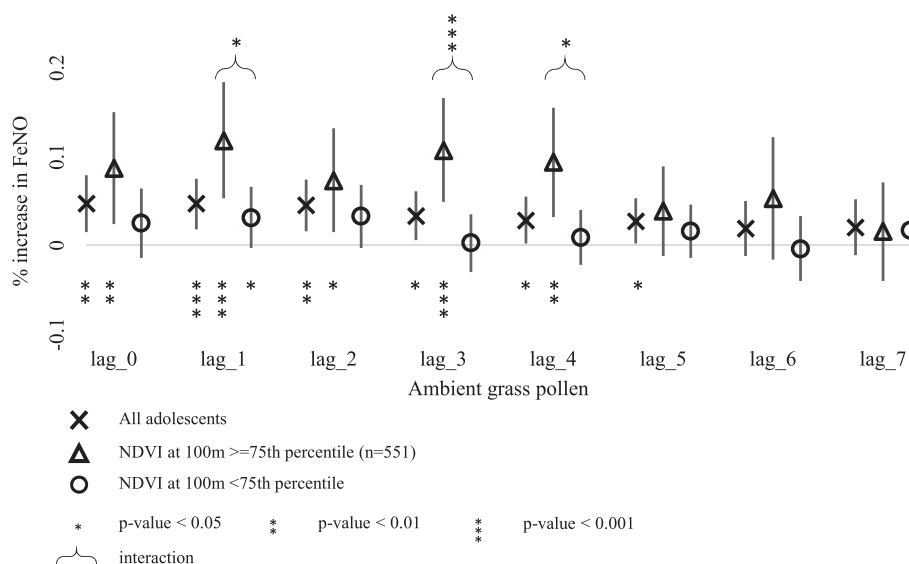 ***
* *
0.2
0.1
0
-0.1
% increase in FeNO
** ** *** *** * ** * * *** * ** *
lag_0 lag_1 lag_2 lag_3 lag_4 lag_5 lag_6 lag_7
Ambient grass pollen
All adolescents
NDVI at 100m >=75th percentile (n=551)
NDVI at 100m <75th percentile
* p-value < 0.05 ** p-value < 0.01 *** p-value < 0.001
interaction